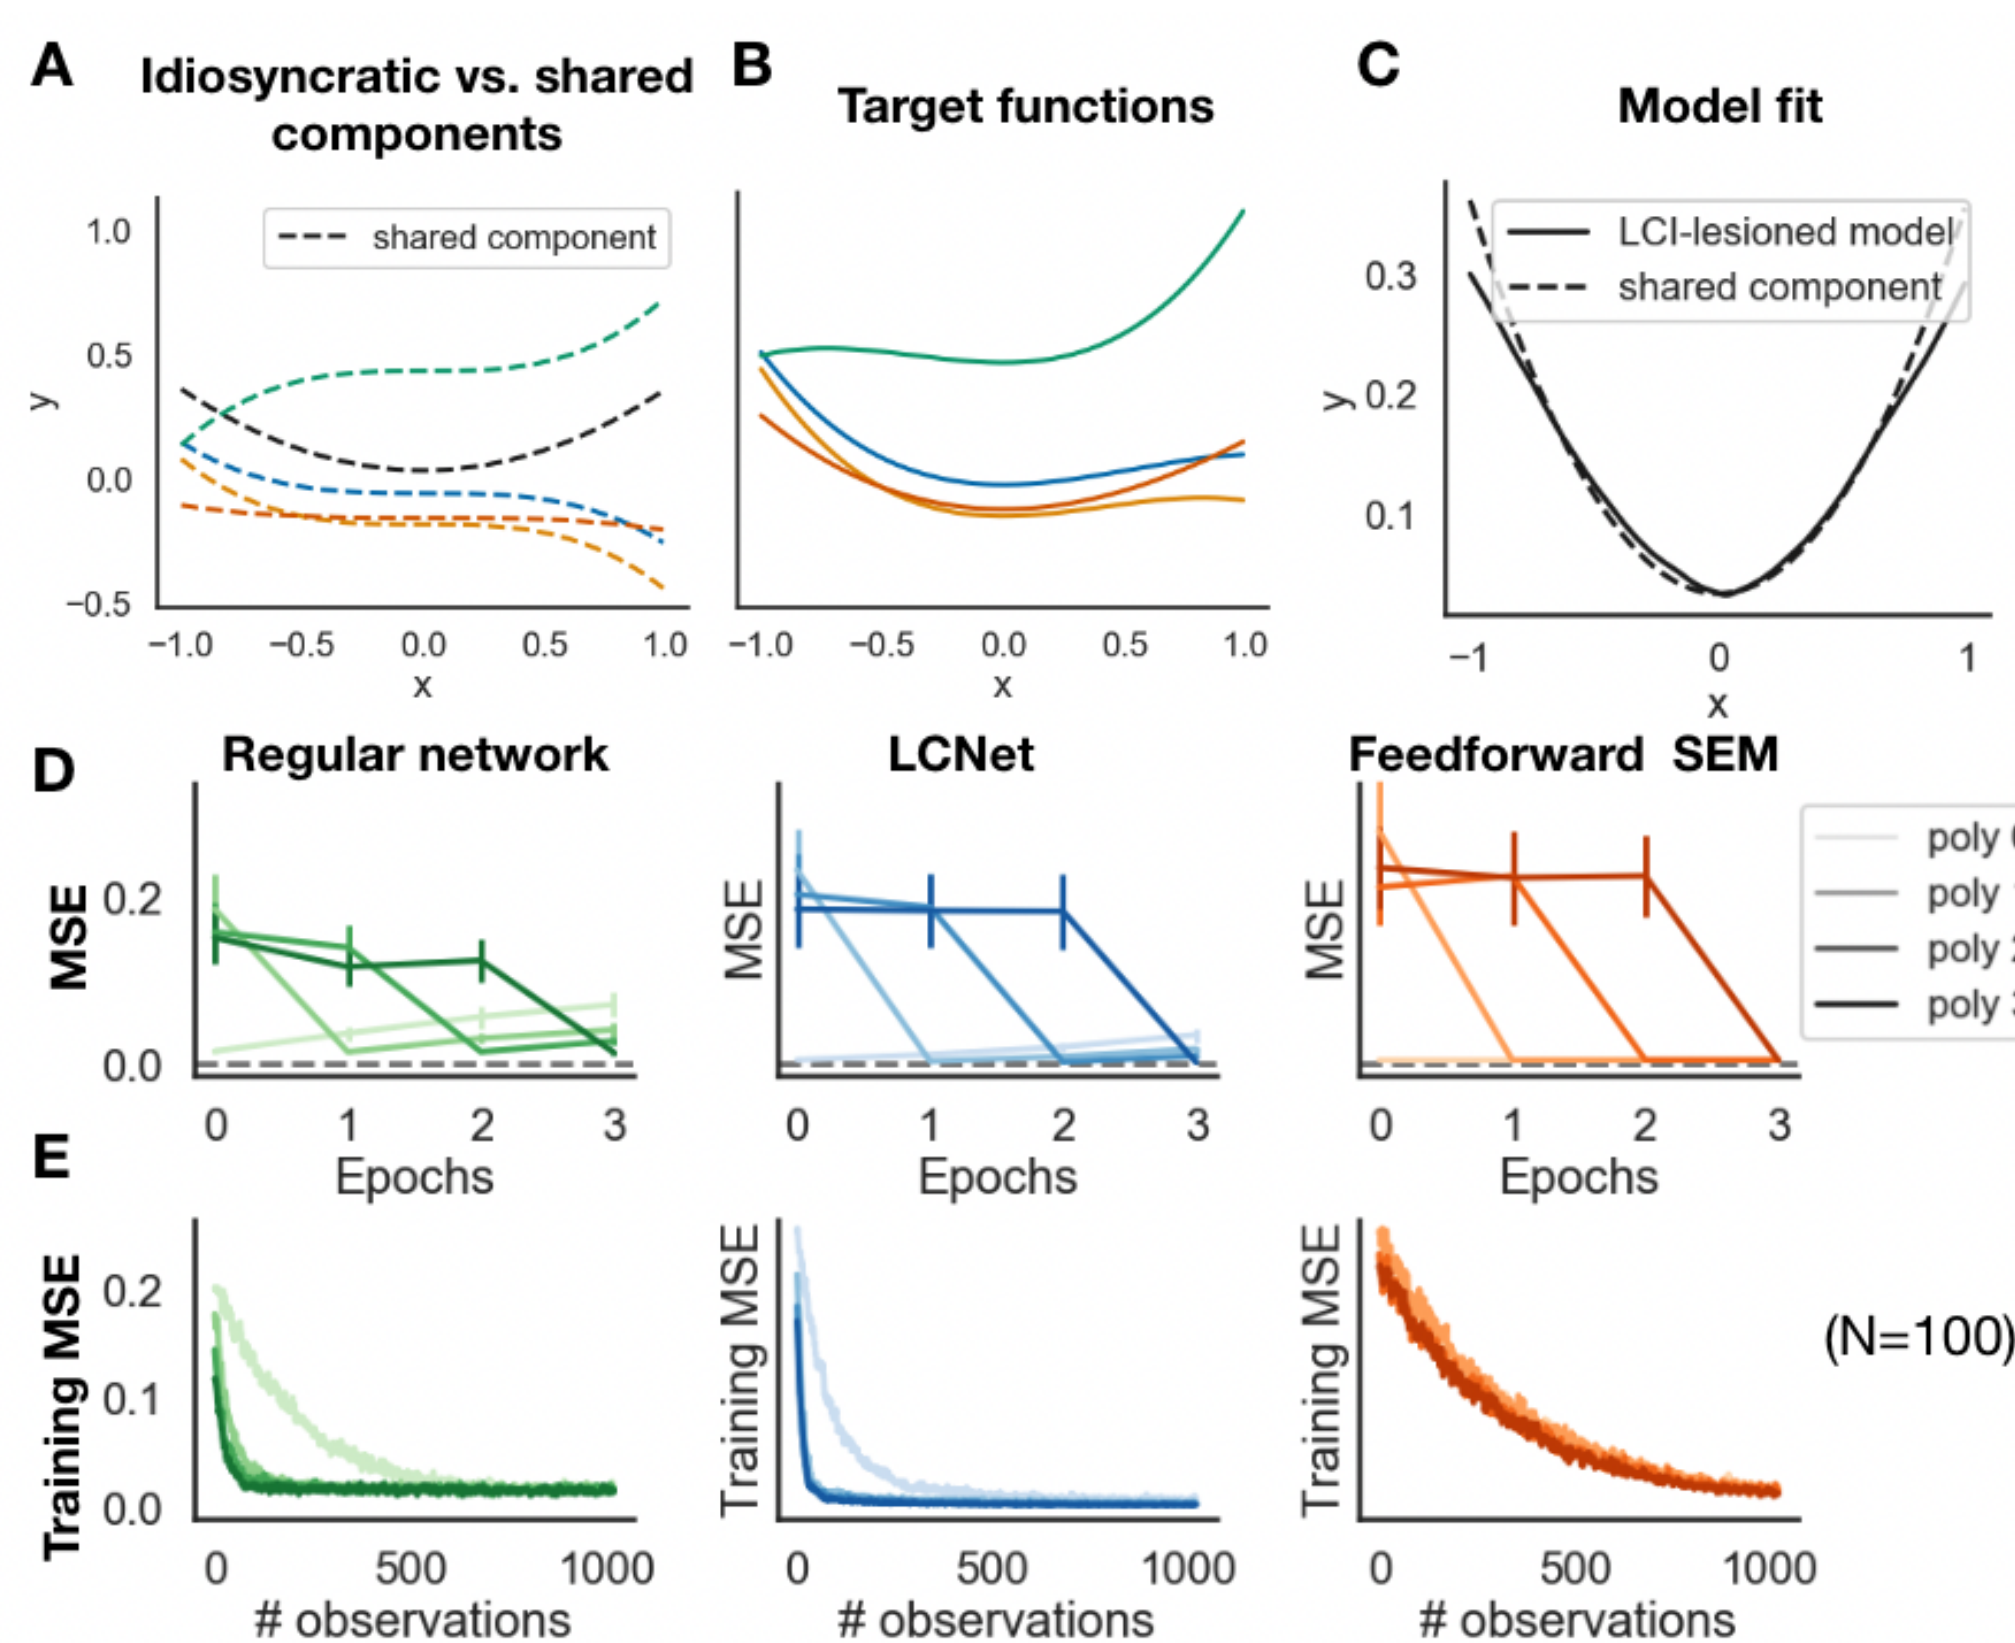 A
Idiosyncratic vs. shared
components
shared component
1.0
0.5
0.0
−0.5
y
−1.0 −0.5 0.0 0.5 1.0
x
B
Target functions
−1.0 −0.5 0.0 0.5 1.0
x
C
Model fit
LCI-lesioned model
shared component
0.3
0.2
0.1
y
−1 0 1
x
D
Regular network
MSE
0.2
0.0
0 1 2 3
Epochs
LCNet
MSE
0 1 2 3
Epochs
Feedforward SEM
MSE
0 1 2 3
Epochs
poly
poly
poly
poly
E
Training MSE
0.2
0.1
0.0
0 500 1000
# observations
Training MSE
0 500 1000
# observations
Training MSE
0 500 1000
# observations
(N=100)